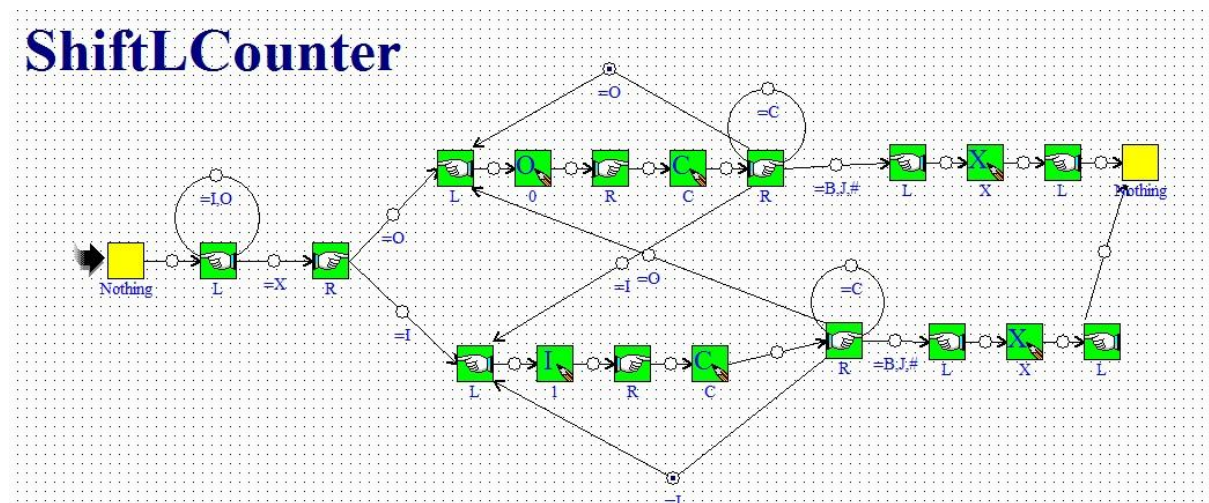 ShiftLCounter
=O
=C
O
C
X
L
0
R
C
R
=B,J,#
L
X
L
Nothing
=I,O
=O
Nothing
L
=X
R
=I
=O
=C
=I
I
C
X
L
1
R
C
R
=B,J,#
L
X
L
=I